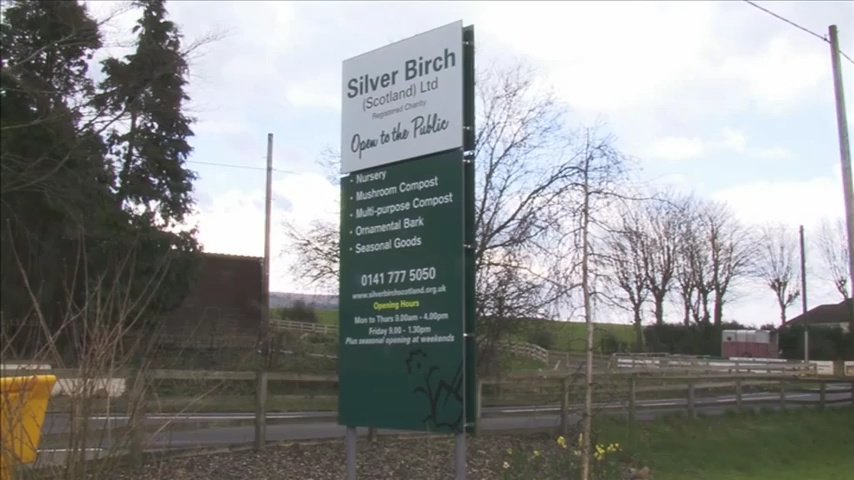 Silver Birch
(Scotland) Ltd
Registered Charity
Open to the Public
• Nursery
• Mushroom Compost
• Multi-purpose Compost
• Ornamental Bark
• Seasonal Goods
0141 777 5050
www.silverbirchscotland.org.uk
Opening Hours
Mon to Thurs 9.00am - 4.00pm
Friday 9.00 - 1.30pm
Plus seasonal opening at weekends